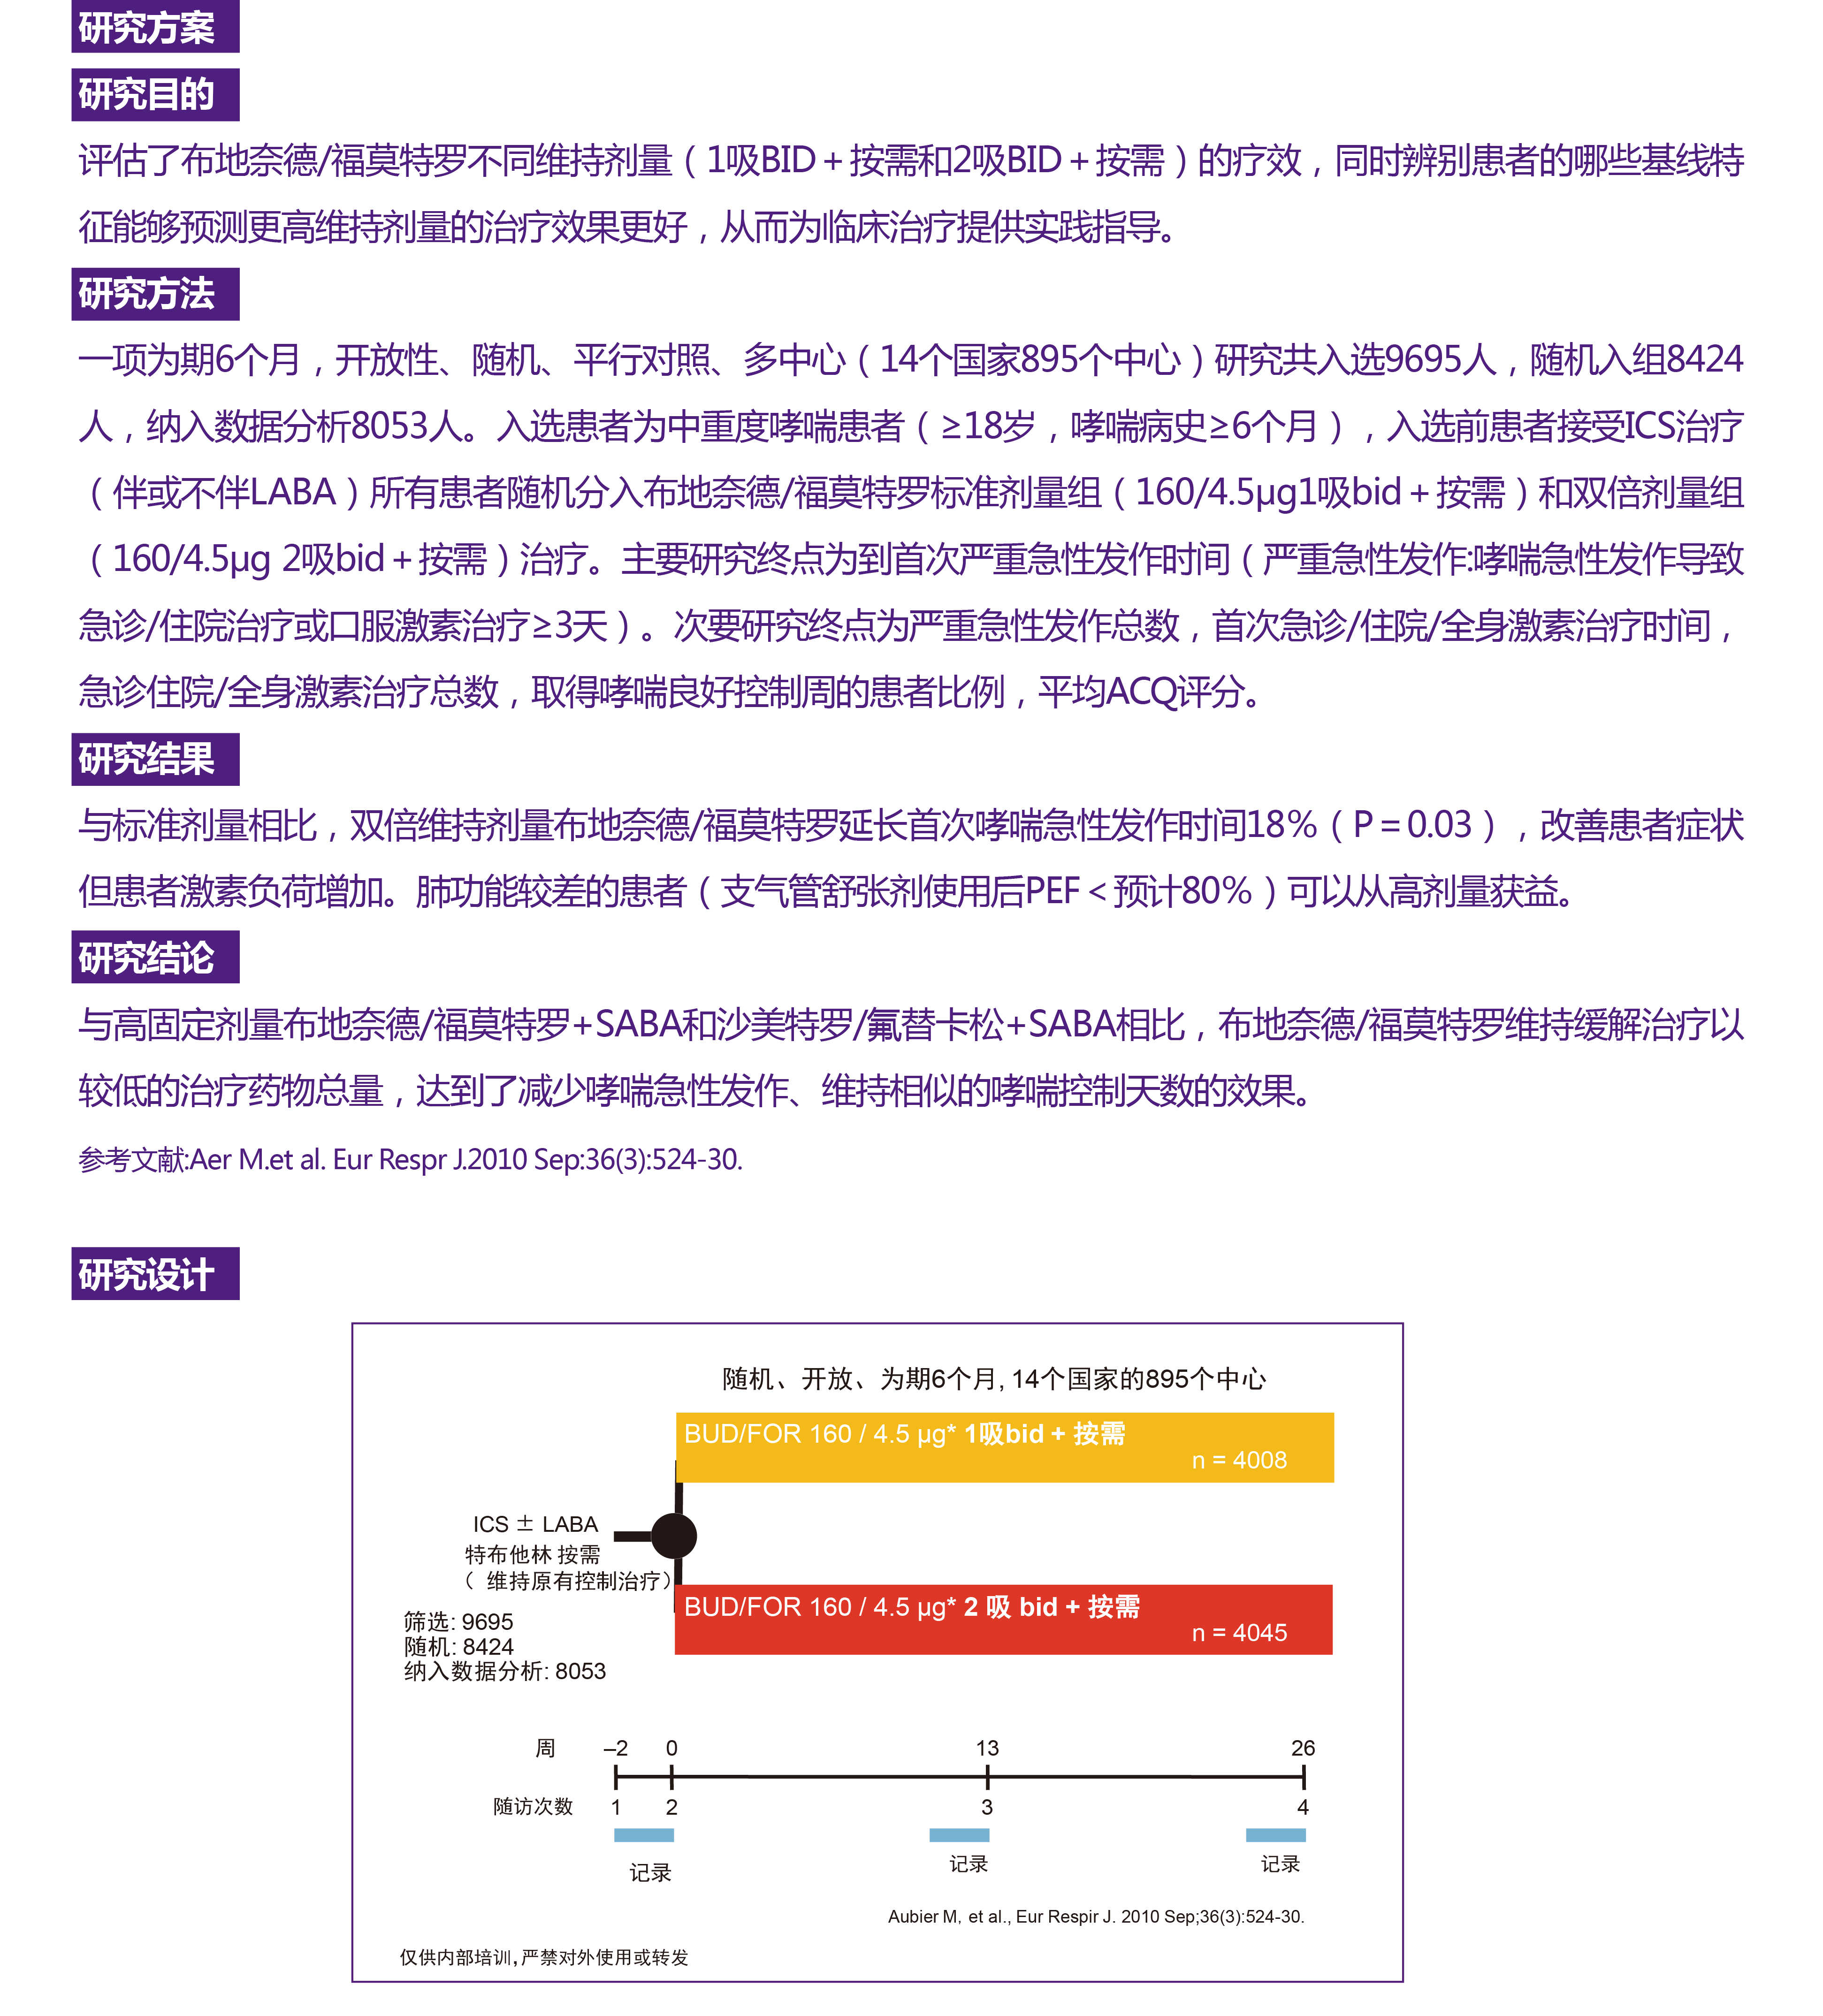 研究方案
研究目的
评估了布地奈德/福莫特罗不同维持剂量（1吸BID＋按需和2吸BID＋按需）的疗效，同时辨别患者的哪些基线特
征能够预测更高维持剂量的治疗效果更好，从而为临床治疗提供实践指导。
研究方法
一项为期6个月，开放性、随机、平行对照、多中心（14个国家895个中心）研究共入选9695人，随机入组8424
人，纳入数据分析8053人。入选患者为中重度哮喘患者（≥18岁，哮喘病史≥6个月），入选前患者接受ICS治疗
（伴或不伴LABA）所有患者随机分入布地奈德/福莫特罗标准剂量组（160/4.5μg1吸bid＋按需）和双倍剂量组
（160/4.5μg 2吸bid＋按需）治疗。主要研究终点为到首次严重急性发作时间（严重急性发作:哮喘急性发作导致
急诊/住院治疗或口服激素治疗≥3天）。次要研究终点为严重急性发作总数，首次急诊/住院/全身激素治疗时间，
急诊住院/全身激素治疗总数，取得哮喘良好控制周的患者比例，平均ACQ评分。
研究结果
与标准剂量相比，双倍维持剂量布地奈德/福莫特罗延长首次哮喘急性发作时间18%（P＝0.03），改善患者症状
但患者激素负荷增加。肺功能较差的患者（支气管舒张剂使用后PEF＜预计80%）可以从高剂量获益。
研究结论
与高固定剂量布地奈德/福莫特罗+SABA和沙美特罗/氟替卡松+SABA相比，布地奈德/福莫特罗维持缓解治疗以
较低的治疗药物总量，达到了减少哮喘急性发作、维持相似的哮喘控制天数的效果。
参考文献:Aer M.et al. Eur Respr J.2010 Sep:36(3):524-30.
研究设计
随机、开放、为期6个月, 14个国家的895个中心
BUD/FOR 160 / 4.5 μg* 1吸bid + 按需
n = 4008
ICS ± LABA
特布他林 按需
（ 维持原有控制治疗）
BUD/FOR 160 / 4.5 μg* 2 吸 bid + 按需
n = 4045
筛选: 9695
随机: 8424
纳入数据分析: 8053
周 –2 0 13 26
随访次数 1 2 3 4
记录 记录 记录
Aubier M, et al., Eur Respir J. 2010 Sep;36(3):524-30.
仅供内部培训,严禁对外使用或转发